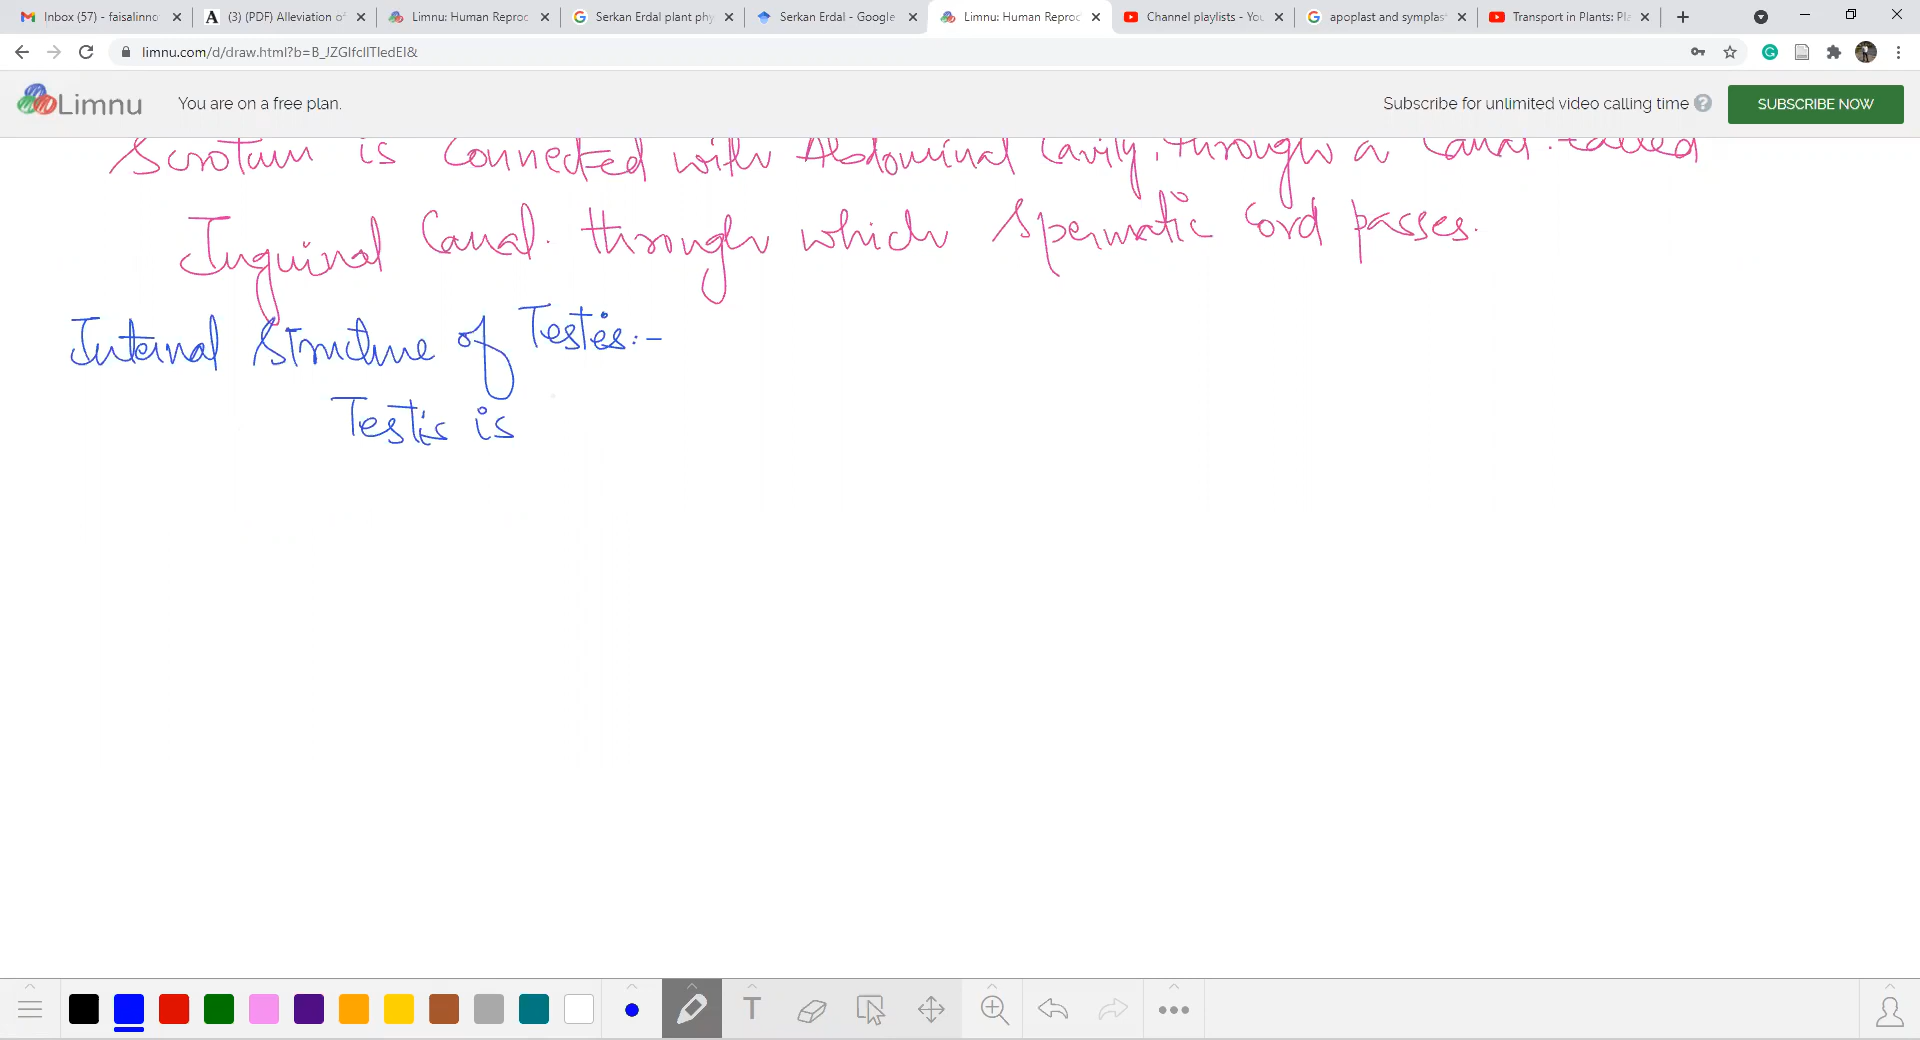 Inbox (57) - faisalinno
(3) (PDF) Alleviation of
Limnu: Human Reproc
Serkan Erdal plant phy
Serkan Erdal - Google
Limnu: Human Reproc
Channel playlists - You
apoplast and symplas
Transport in Plants: Pla
limnu.com/d/draw.html?b=B_JZGIfcIITledEI&
Limnu
You are on a free plan.
Subscribe for unlimited video calling time ?
SUBSCRIBE NOW
Scrotum is Connected with Abdominal Cavity, through a Canal. called
Inguinal Canal. through which Spermatic Cord passes.
Internal Structure of Testes:-
Testis is
T